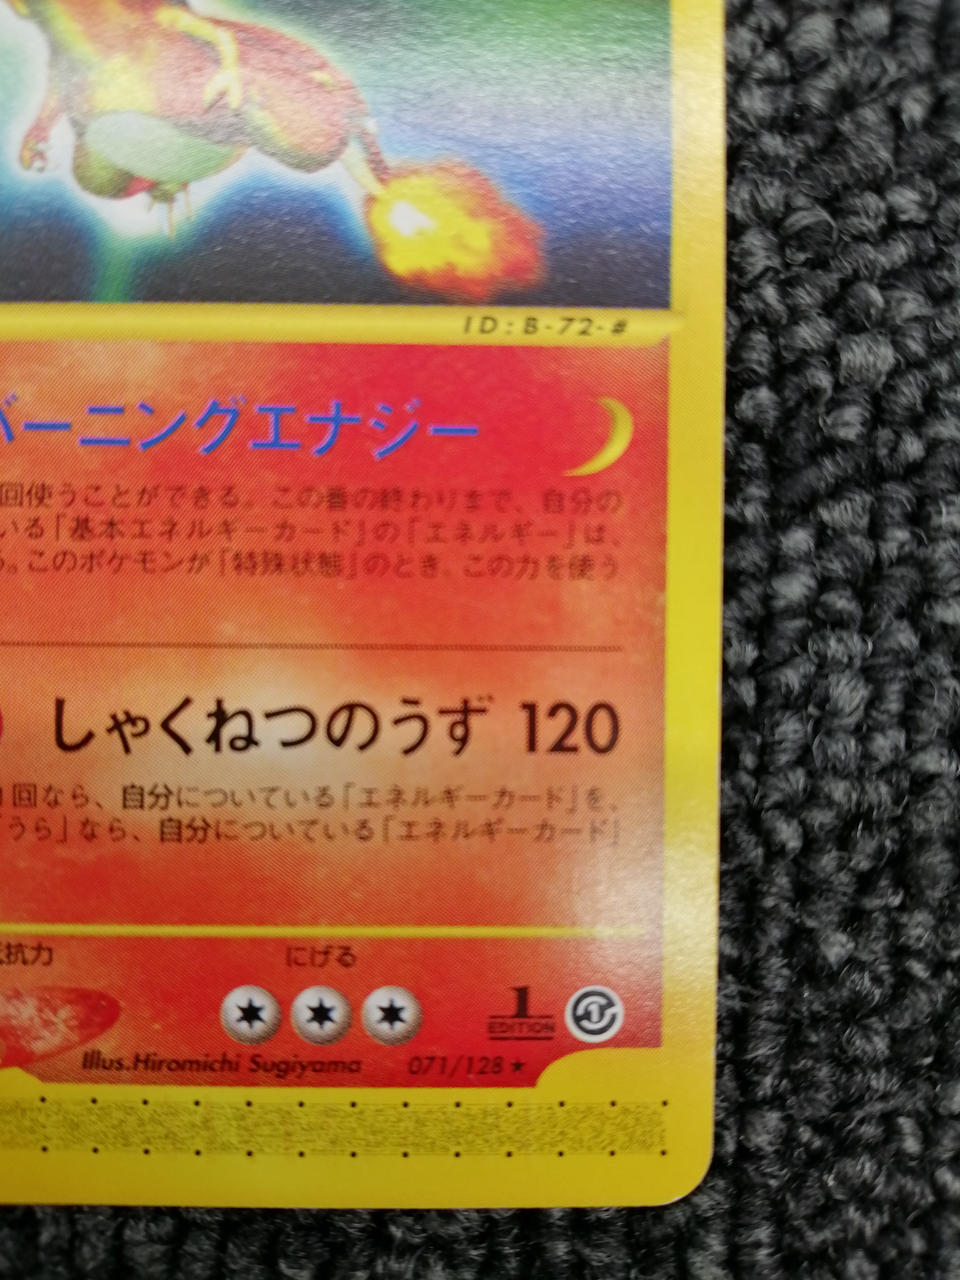 ID:B-72-#
バーニングエナジー
回使うことができる。この番の終わりまで、自分の
いる「基本エネルギーカード」の「エネルギー」は、
る。このポケモンが「特殊状態」のとき、この力を使う
しゃくねつのうず 120
回なら、自分についている「エネルギーカード」を、
うら」なら、自分についている「エネルギーカード」
抗力 にげる
1
EDITION
Illus.Hiromichi Sugiyama 071/128 ★